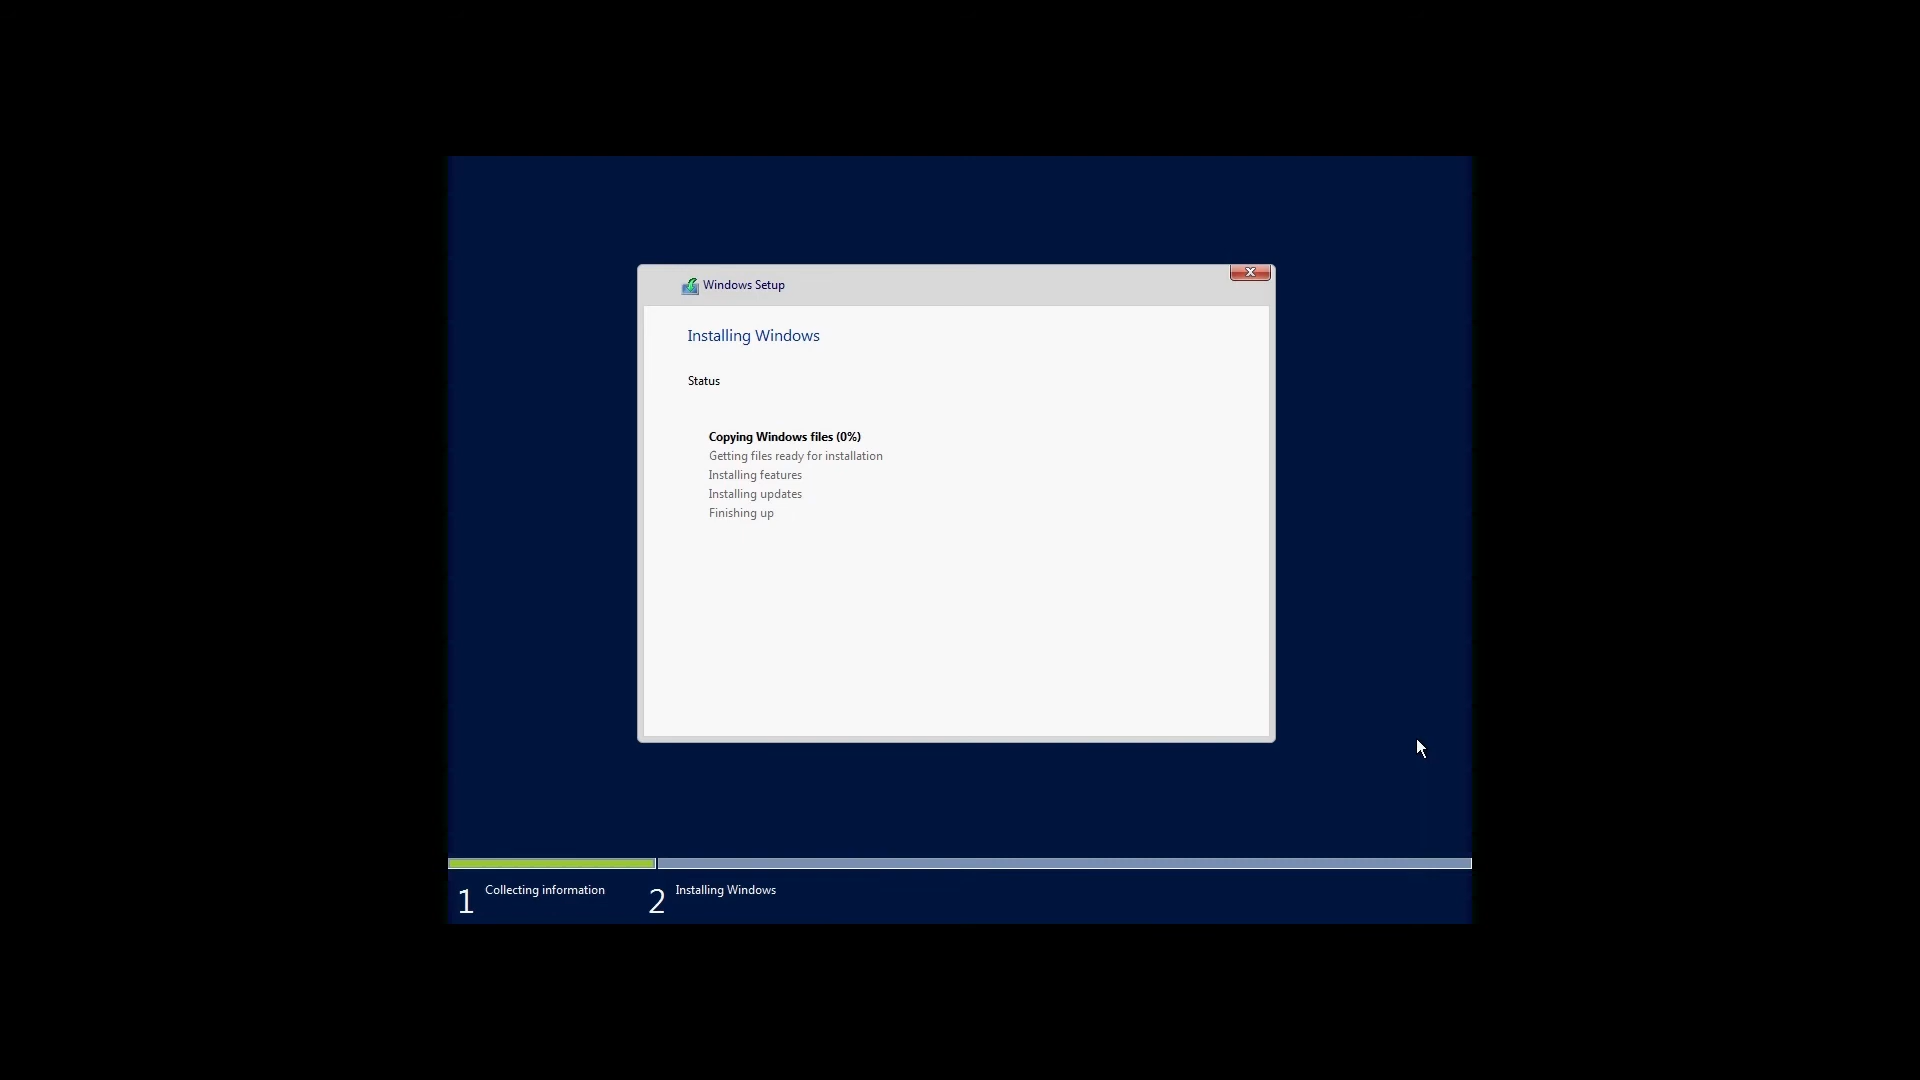 Windows Setup
Installing Windows
Status
Copying Windows files (0%)
Getting files ready for installation
Installing features
Installing updates
Finishing up
1 Collecting information 2 Installing Windows